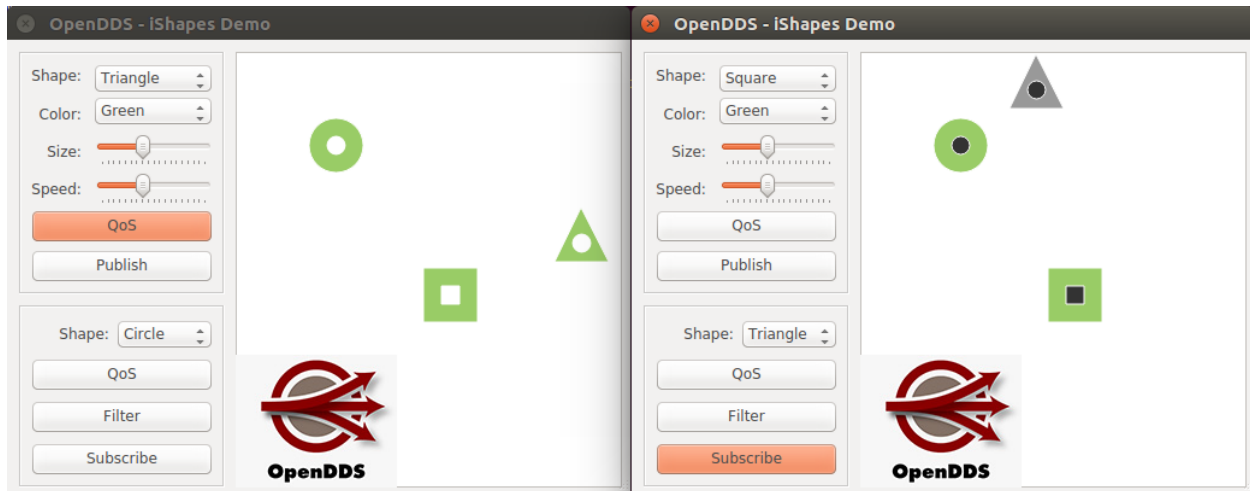 OpenDDS - iShapes Demo
Shape: Triangle
Color: Green
Size:
Speed:
QoS
Publish
Shape: Circle
QoS
Filter
Subscribe
OpenDDS
OpenDDS - iShapes Demo
Shape: Square
Color: Green
Size:
Speed:
QoS
Publish
Shape: Triangle
QoS
Filter
Subscribe
OpenDDS